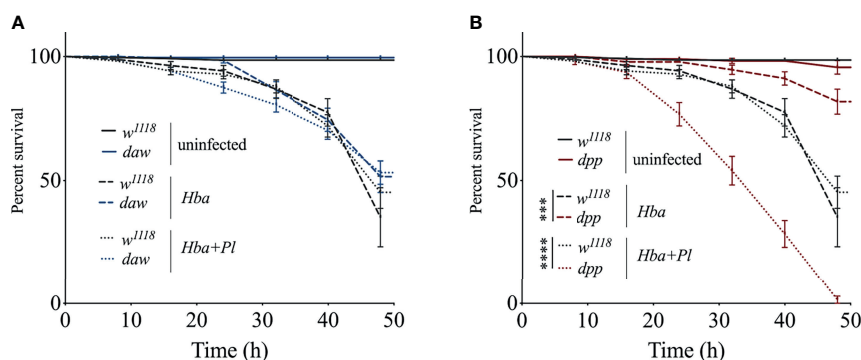 A
Percent survival
100
50
0
w1118
daw
uninfected
w1118
daw
Hba
w1118
daw
Hba+Pl
0 10 20 30 40 50
Time (h)
B
Percent survival
100
50
0
w1118
dpp
uninfected
***
w1118
dpp
Hba
****
w1118
dpp
Hba+Pl
0 10 20 30 40 50
Time (h)